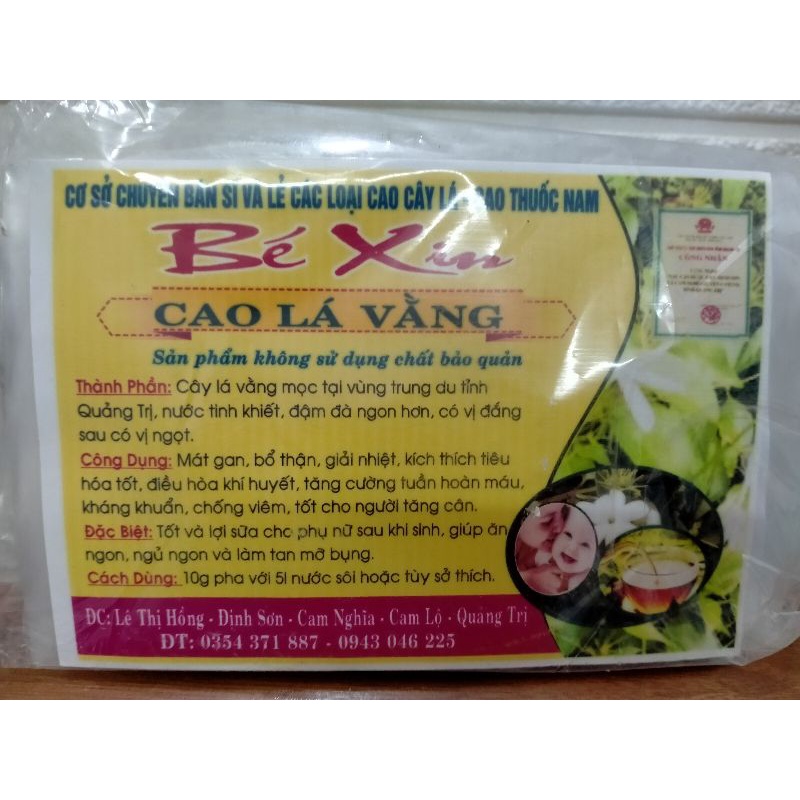 CƠ SỞ CHUYÊN BÁN SỈ VÀ LẺ CÁC LOẠI CAO CÂY LÁ CAO THUỐC NAM
Bé Xin
CAO LÁ VẰNG
Sản phẩm không sử dụng chất bảo quản
Thành Phần: Cây lá vằng mọc tại vùng trung du tỉnh
Quảng Trị, nước tinh khiết, đậm đà ngon hơn, có vị đắng
sau có vị ngọt.
Công Dụng: Mát gan, bổ thận, giải nhiệt, kích thích tiêu
hóa tốt, điều hòa khí huyết, tăng cường tuần hoàn máu,
kháng khuẩn, chống viêm, tốt cho người tăng cân.
Đặc Biệt: Tốt và lợi sữa cho phụ nữ sau khi sinh, giúp ăn
ngon, ngủ ngon và làm tan mỡ bụng.
Cách Dùng: 10g pha với 5l nước sôi hoặc tùy sở thích.
ĐC: Lê Thị Hồng - Định Sơn - Cam Nghĩa - Cam Lộ - Quảng Trị
ĐT: 0354 371 887 - 0943 046 225
CÔNG NHẬN